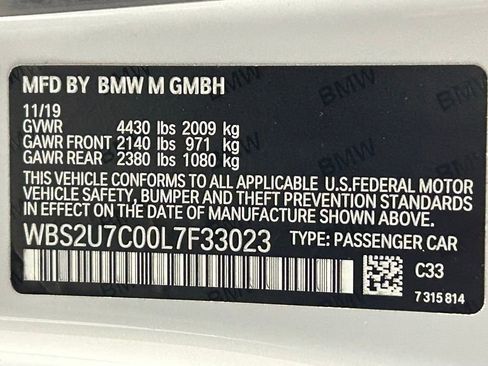 MFD BY BMW M GMBH
11/19
GVWR 4430 lbs 2009 kg
GAWR FRONT 2140 lbs 971 kg
GAWR REAR 2380 lbs 1080 kg
THIS VEHICLE CONFORMS TO ALL APPLICABLE U.S.FEDERAL MOTOR
VEHICLE SAFETY, BUMPER AND THEFT PREVENTION STANDARDS
IN EFFECT ON THE DATE OF MANUFACTURE SHOWN ABOVE.
WBS2U7C00L7F33023 TYPE: PASSENGER CAR
C33
7 315 814